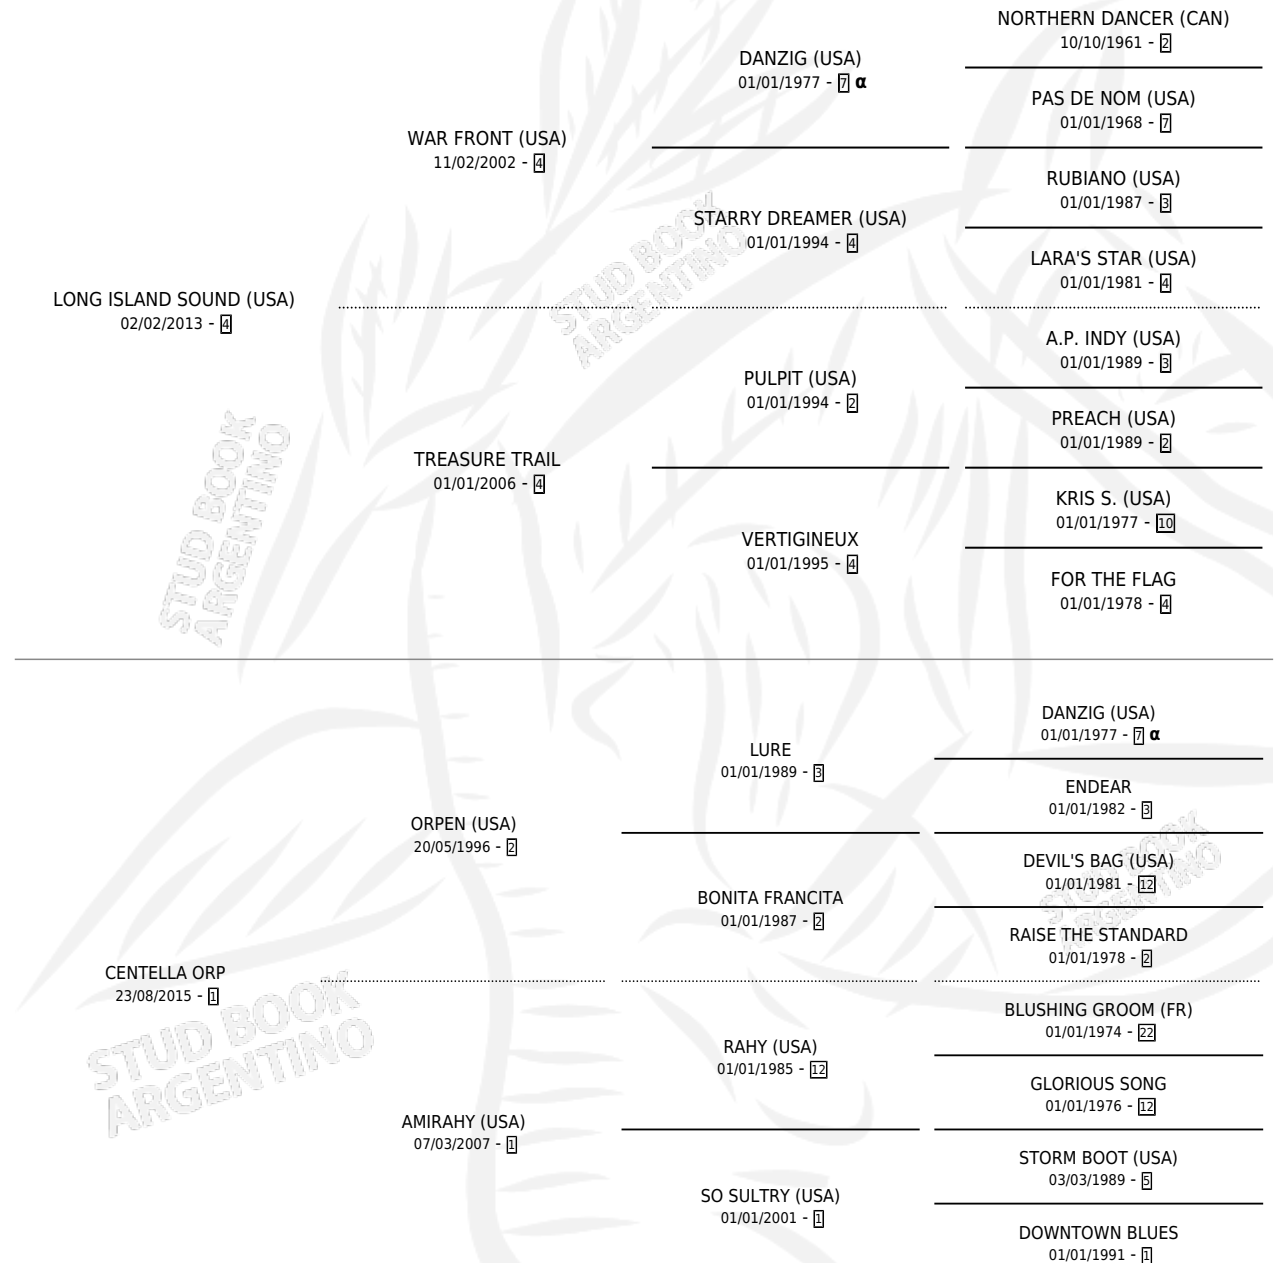 NORTHERN DANCER (CAN)
10/10/1961 - 2
DANZIG (USA)
01/01/1977 - 7 α
PAS DE NOM (USA)
01/01/1968 - 7
WAR FRONT (USA)
11/02/2002 - 4
RUBIANO (USA)
01/01/1987 - 3
STARRY DREAMER (USA)
01/01/1994 - 4
LARA'S STAR (USA)
01/01/1981 - 4
LONG ISLAND SOUND (USA)
02/02/2013 - 4
A.P. INDY (USA)
01/01/1989 - 3
PULPIT (USA)
01/01/1994 - 2
PREACH (USA)
01/01/1989 - 2
TREASURE TRAIL
01/01/2006 - 4
KRIS S. (USA)
01/01/1977 - 10
VERTIGINEUX
01/01/1995 - 4
FOR THE FLAG
01/01/1978 - 4
STUD BOOK
ARGENTINO
STUD BOOK
ARGENTINO
DANZIG (USA)
01/01/1977 - 7 α
LURE
01/01/1989 - 3
ENDEAR
01/01/1982 - 3
ORPEN (USA)
20/05/1996 - 2
DEVIL'S BAG (USA)
01/01/1981 - 12
BONITA FRANCITA
01/01/1987 - 2
RAISE THE STANDARD
01/01/1978 - 2
CENTELLA ORP
23/08/2015 - 1
BLUSHING GROOM (FR)
01/01/1974 - 22
RAHY (USA)
01/01/1985 - 12
GLORIOUS SONG
01/01/1976 - 12
AMIRAHY (USA)
07/03/2007 - 1
STORM BOOT (USA)
03/03/1989 - 5
SO SULTRY (USA)
01/01/2001 - 1
DOWNTOWN BLUES
01/01/1991 - 1
STUD BOOK
ARGENTINO
STUD BOOK
ARGENTINO